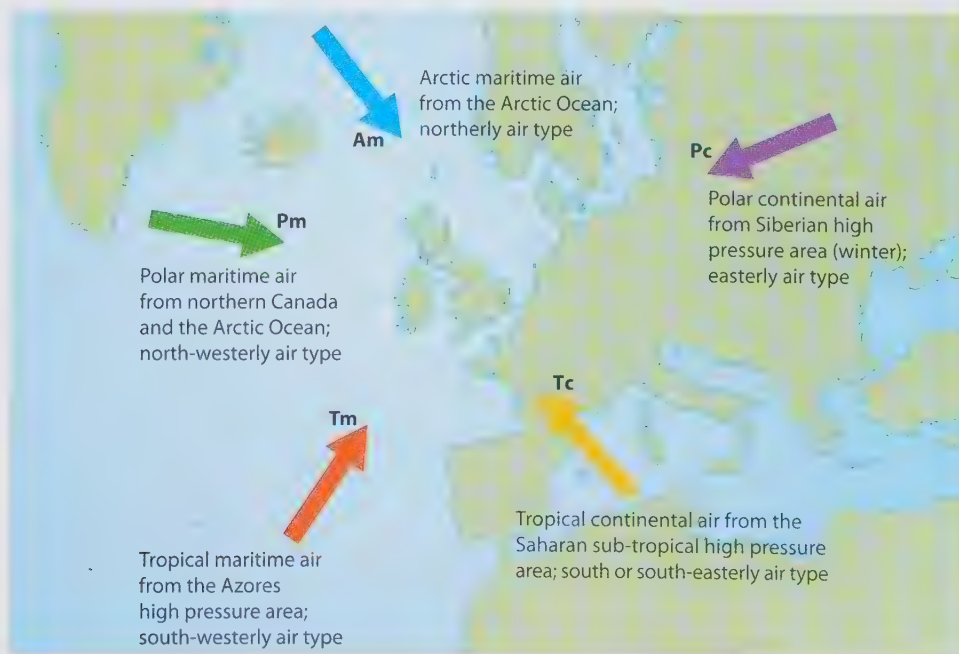 Am
Arctic maritime air
from the Arctic Ocean;
northerly air type
Pc
Polar continental air
from Siberian high
pressure area (winter);
easterly air type
Pm
Polar maritime air
from northern Canada
and the Arctic Ocean;
north-westerly air type
Tc
Tropical continental air from the
Saharan sub-tropical high pressure
area; south or south-easterly air type
Tm
Tropical maritime air
from the Azores
high pressure area;
south-westerly air type